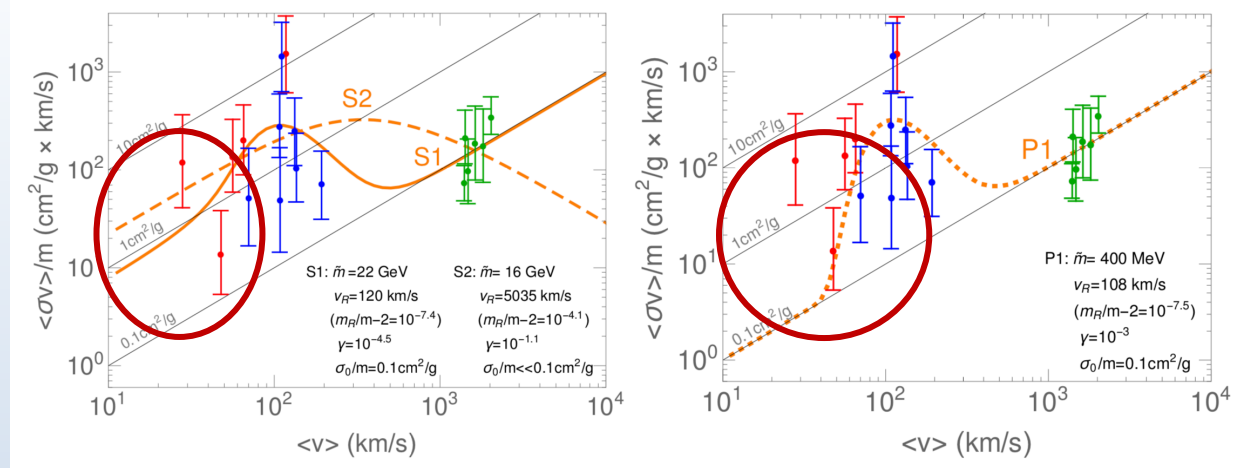 <σv>/m (cm²/g × km/s)
10³
10²
10¹
10⁰
10cm²/g
1cm²/g
0.1cm²/g
S2
S1
S1: m̃=22 GeV
v_R=120 km/s
(m_R/m−2=10^−7.4)
γ=10^−4.5
σ₀/m=0.1cm²/g
S2: m̃= 16 GeV
v_R=5035 km/s
(m_R/m−2=10^−4.1)
γ=10^−1.1
σ₀/m<<0.1cm²/g
10¹
10²
10³
10⁴
<v> (km/s)
<σv>/m (cm²/g × km/s)
10³
10²
10¹
10⁰
10cm²/g
1cm²/g
0.1cm²/g
P1
P1: m̃= 400 MeV
v_R=108 km/s
(m_R/m−2=10^−7.5)
γ=10^−3
σ₀/m=0.1cm²/g
10¹
10²
10³
10⁴
<v> (km/s)